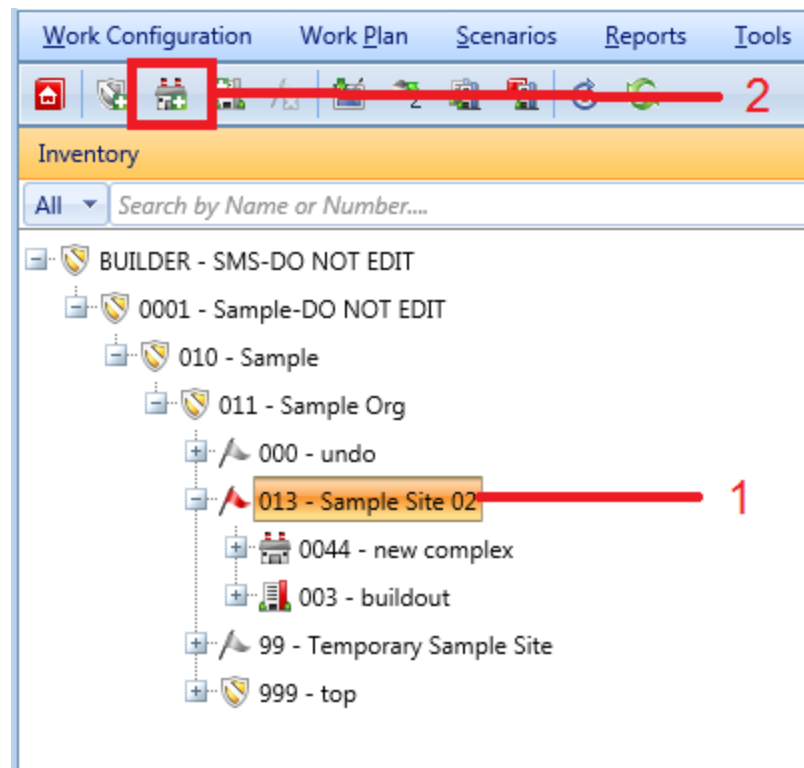 Work Configuration Work Plan Scenarios Reports Tools
2
Inventory
All Search by Name or Number....
BUILDER - SMS-DO NOT EDIT
0001 - Sample-DO NOT EDIT
010 - Sample
011 - Sample Org
000 - undo
013 - Sample Site 02 1
0044 - new complex
003 - buildout
99 - Temporary Sample Site
999 - top